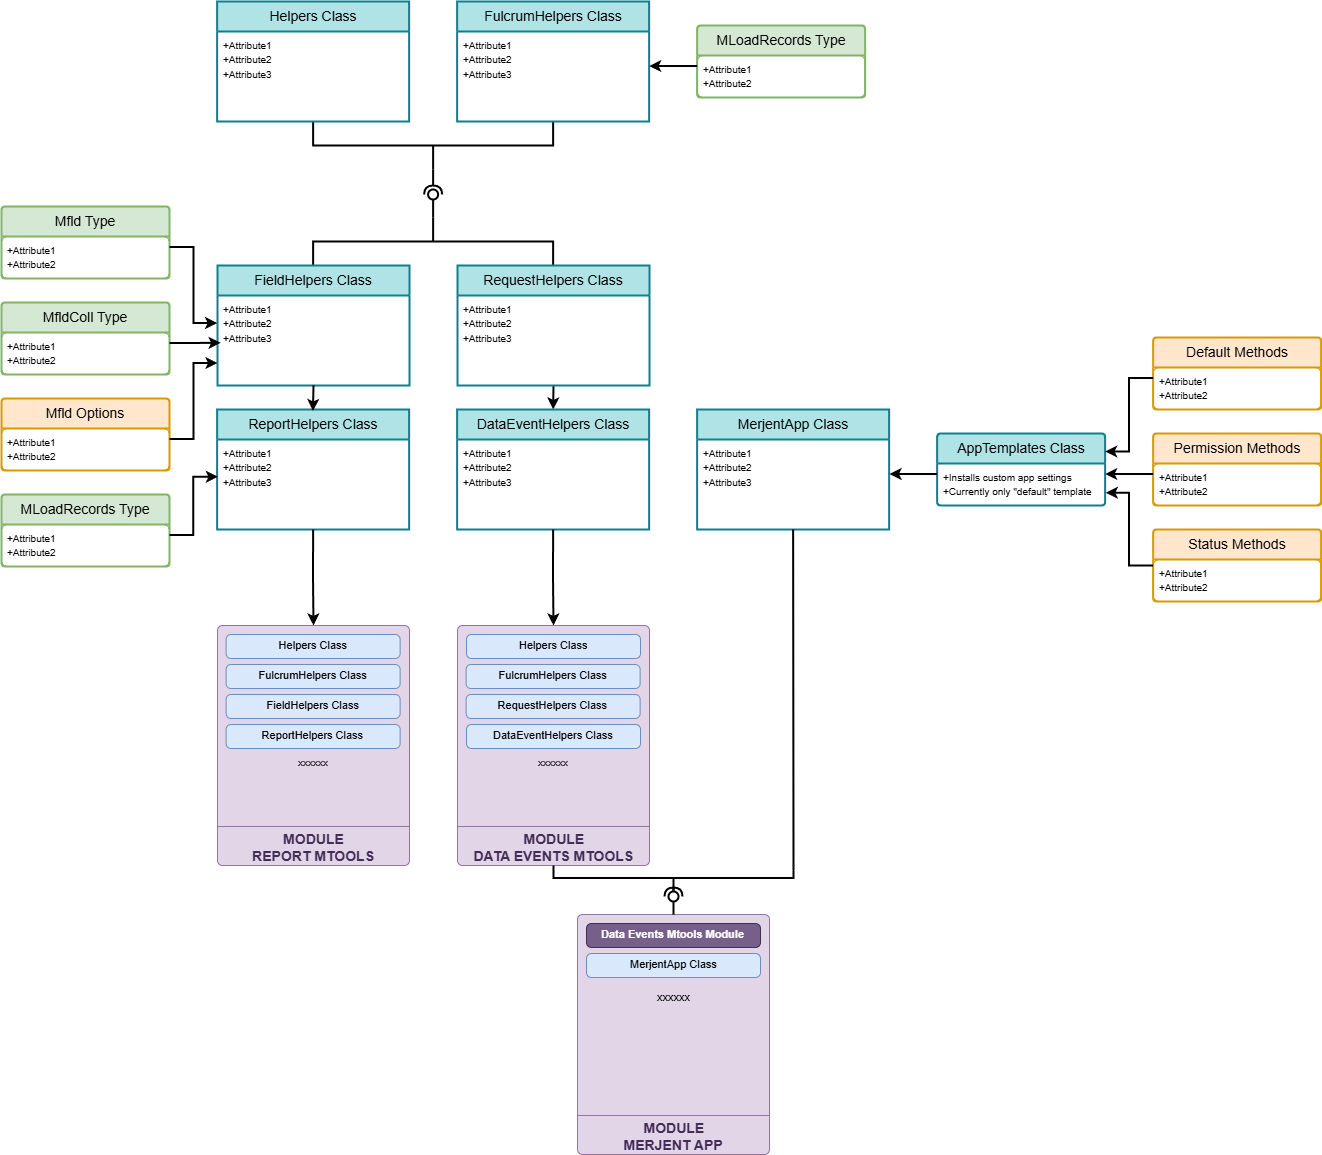 Helpers Class
+Attribute1
+Attribute2
+Attribute3
FulcrumHelpers Class
+Attribute1
+Attribute2
+Attribute3
MLoadRecords Type
+Attribute1
+Attribute2
Mfld Type
+Attribute1
+Attribute2
MfldColl Type
+Attribute1
+Attribute2
Mfld Options
+Attribute1
+Attribute2
MLoadRecords Type
+Attribute1
+Attribute2
FieldHelpers Class
+Attribute1
+Attribute2
+Attribute3
RequestHelpers Class
+Attribute1
+Attribute2
+Attribute3
ReportHelpers Class
+Attribute1
+Attribute2
+Attribute3
DataEventHelpers Class
+Attribute1
+Attribute2
+Attribute3
MerjentApp Class
+Attribute1
+Attribute2
+Attribute3
AppTemplates Class
+Installs custom app settings
+Currently only "default" template
Default Methods
+Attribute1
+Attribute2
Permission Methods
+Attribute1
+Attribute2
Status Methods
+Attribute1
+Attribute2
Helpers Class
FulcrumHelpers Class
FieldHelpers Class
ReportHelpers Class
xxxxxx
MODULE
REPORT MTOOLS
Helpers Class
FulcrumHelpers Class
RequestHelpers Class
DataEventHelpers Class
xxxxxx
MODULE
DATA EVENTS MTOOLS
Data Events Mtools Module
MerjentApp Class
xxxxxx
MODULE
MERJENT APP